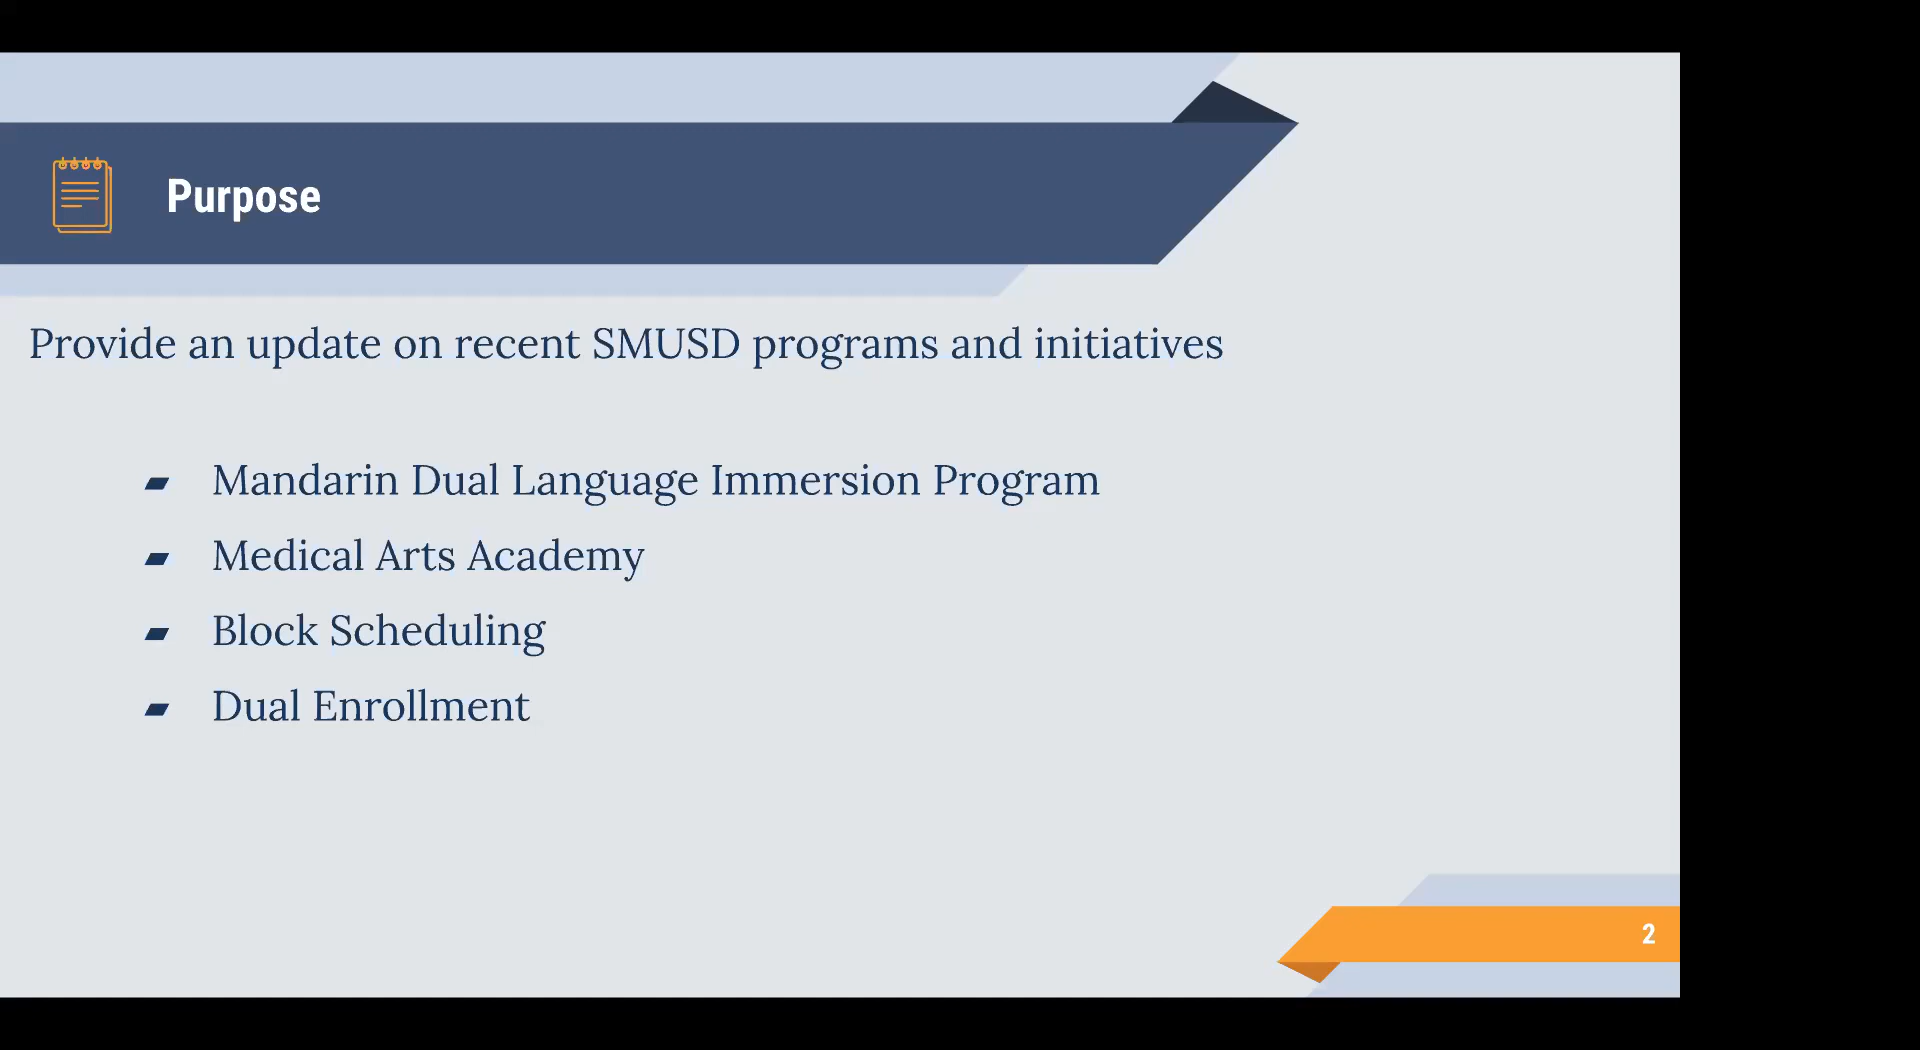 Purpose
Provide an update on recent SMUSD programs and initiatives
Mandarin Dual Language Immersion Program
Medical Arts Academy
Block Scheduling
Dual Enrollment
2